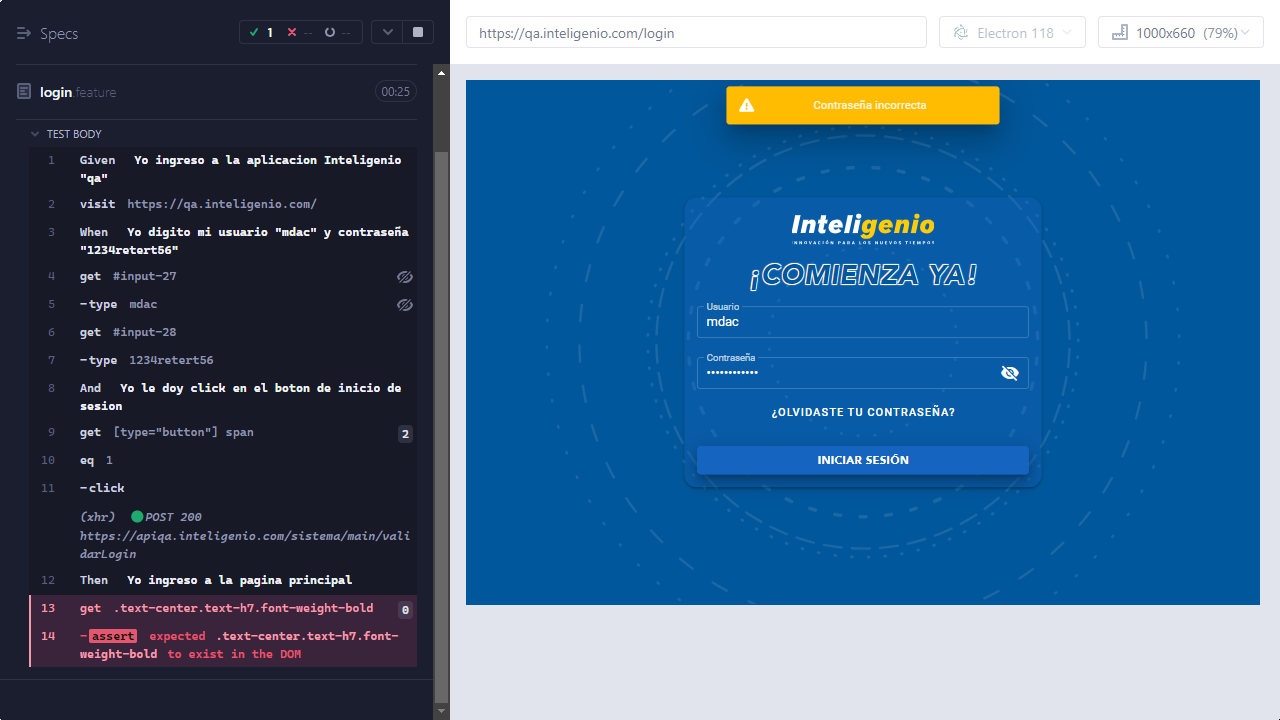 Specs
1 -- --
login.feature 00:25
TEST BODY
1 Given Yo ingreso a la aplicacion Inteligenio
"qa"
2 visit https://qa.inteligenio.com/
3 When Yo digito mi usuario "mdac" y contraseña
"1234retert56"
4 get #input-27
5 -type mdac
6 get #input-28
7 -type 1234retert56
8 And Yo le doy click en el boton de inicio de
sesion
9 get [type="button"] span 2
10 eq 1
11 -click
(xhr) POST 200
https://apiqa.inteligenio.com/sistema/main/vali
darLogin
12 Then Yo ingreso a la pagina principal
13 get .text-center.text-h7.font-weight-bold 0
14 -assert expected .text-center.text-h7.font-
weight-bold to exist in the DOM
https://qa.inteligenio.com/login
Electron 118
1000x660 (79%)
Contraseña incorrecta
Inteligenio
INNOVACIÓN PARA LOS NUEVOS TIEMPOS
¡COMIENZA YA!
Usuario
mdac
Contraseña
••••••••••••
¿OLVIDASTE TU CONTRASEÑA?
INICIAR SESIÓN